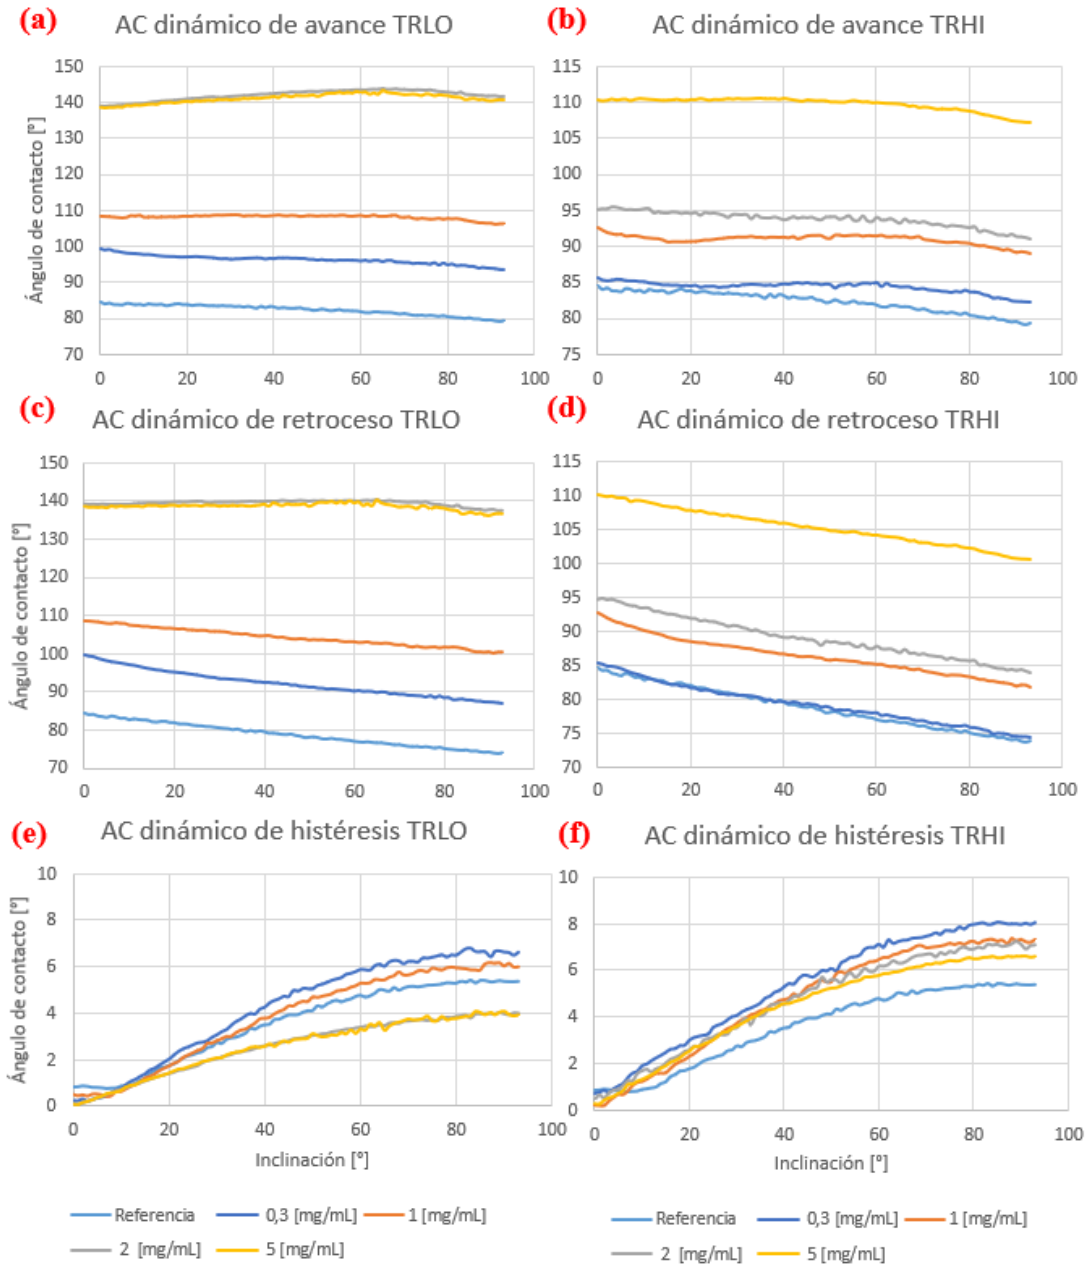 (a) AC dinámico de avance TRLO
Ángulo de contacto [°]
150
140
130
120
110
100
90
80
70
0 20 40 60 80 100
(b) AC dinámico de avance TRHI
115
110
105
100
95
90
85
80
75
0 20 40 60 80 100
(c) AC dinámico de retroceso TRLO
Ángulo de contacto [°]
150
140
130
120
110
100
90
80
70
0 20 40 60 80 100
(d) AC dinámico de retroceso TRHI
115
110
105
100
95
90
85
80
75
70
0 20 40 60 80 100
(e) AC dinámico de histéresis TRLO
Ángulo de contacto [°]
10
8
6
4
2
0
0 20 40 60 80 100
Inclinación [°]
Referencia 0,3 [mg/mL] 1 [mg/mL]
2 [mg/mL] 5 [mg/mL]
(f) AC dinámico de histéresis TRHI
10
8
6
4
2
0
0 20 40 60 80 100
Inclinación [°]
Referencia 0,3 [mg/mL] 1 [mg/mL]
2 [mg/mL] 5 [mg/mL]